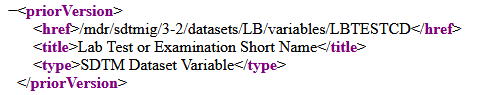 −<priorVersion>
<href>/mdr/sdtmig/3-2/datasets/LB/variables/LBTESTCD</href>
<title>Lab Test or Examination Short Name</title>
<type>SDTM Dataset Variable</type>
</priorVersion>